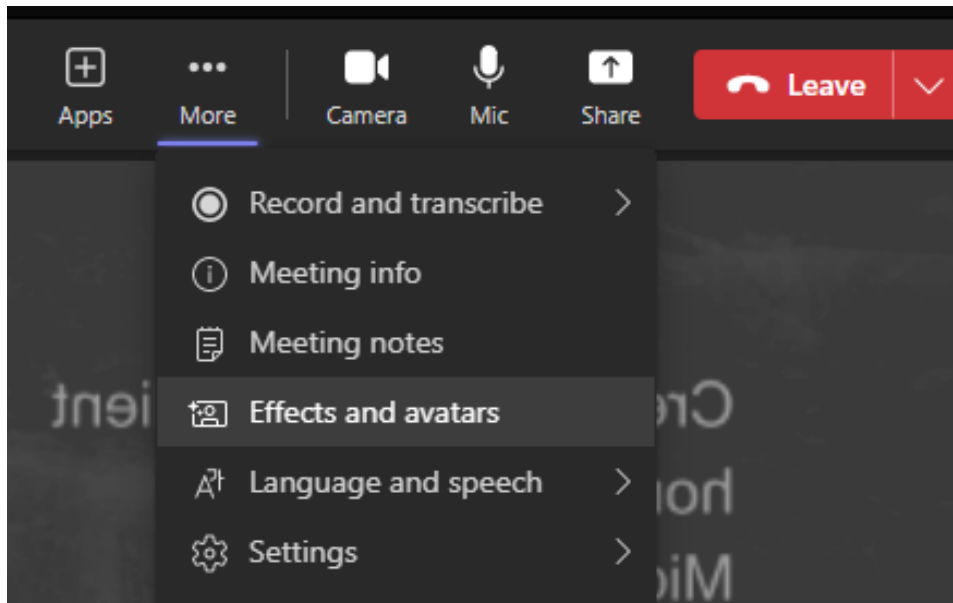 Apps
More
Camera
Mic
Share
Leave
Record and transcribe
Meeting info
Meeting notes
Effects and avatars
Language and speech
Settings